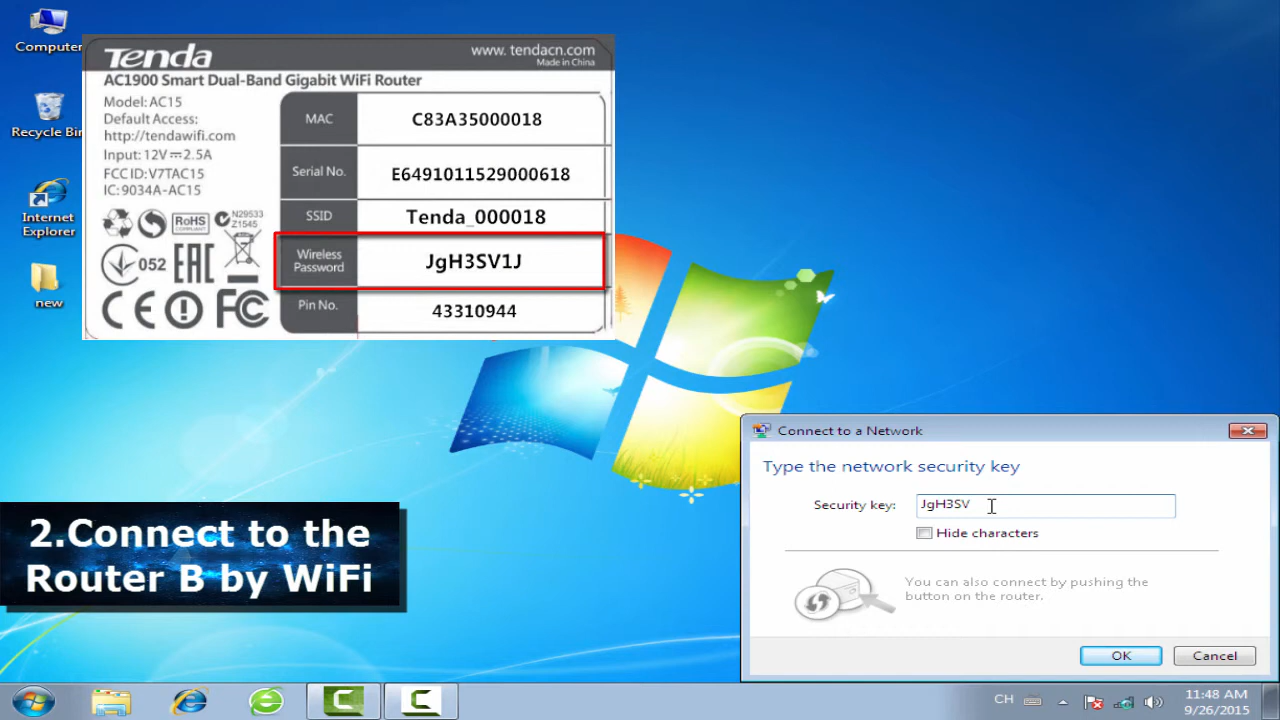 Computer
Recycle Bin
Internet
Explorer
new
Tenda
www. tendacn.com
Made in China
AC1900 Smart Dual-Band Gigabit WiFi Router
Model: AC15
Default Access:
http://tendawifi.com
Input: 12V⎓2.5A
FCC ID: V7TAC15
IC: 9034A-AC15
MAC C83A35000018
Serial No. E6491011529000618
SSID Tenda_000018
Wireless
Password
JgH3SV1J
Pin No. 43310944
RoHS
COMPLIANT
N29533
Z1545
052
EAC
CE
FC
2.Connect to the
Router B by WiFi
Connect to a Network
Type the network security key
Security key: JgH3SV
Hide characters
You can also connect by pushing the
button on the router.
OK Cancel
CH
11:48 AM
9/26/2015